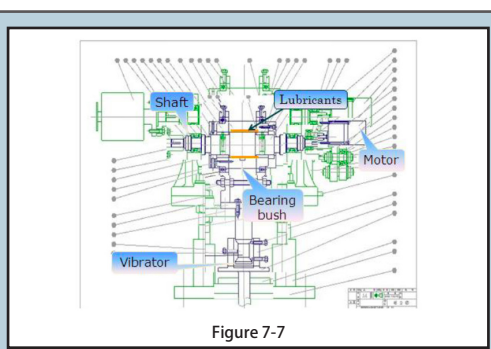 Shaft
Lubricants
Motor
Bearing
bush
Vibrator
Figure 7-7